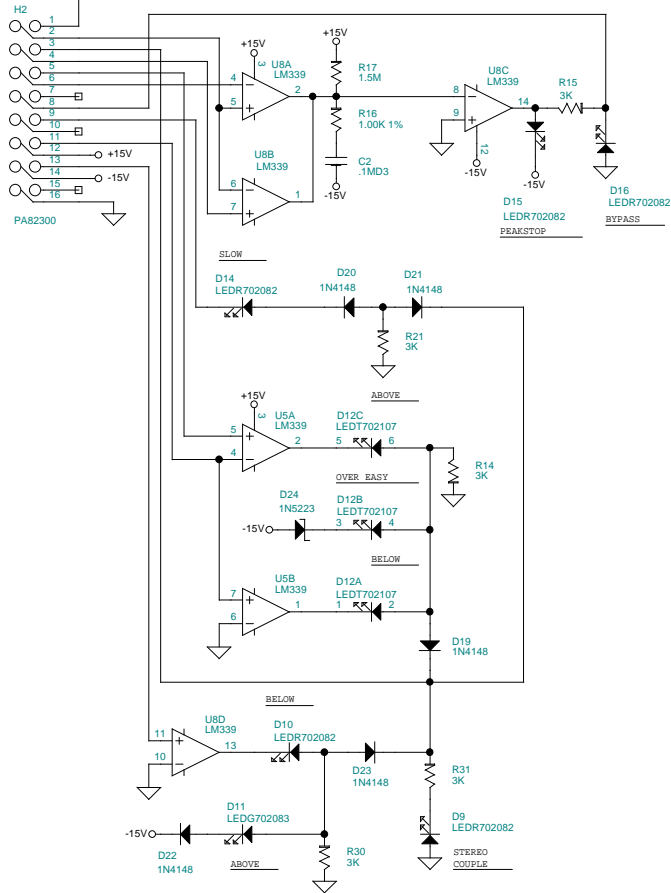 H2
1
2
3
4
5
6
7
8
9
10
11
12
+15V
13
14
-15V
15
16
PA82300
+15V
3
U8A
LM339
4
5
2
U8B
LM339
6
7
1
+15V
R17
1.5M
R16
1.00K 1%
C2
.1MD3
-15V
U8C
LM339
8
9
14
12
-15V
R15
3K
D15
LEDR702082
PEAKSTOP
-15V
D16
LEDR702082
BYPASS
SLOW
D14
LEDR702082
D20
1N4148
D21
1N4148
R21
3K
ABOVE
+15V
3
U5A
LM339
5
4
2
D12C
LEDT702107
5
6
R14
3K
OVER EASY
D24
1N5223
-15V
D12B
LEDT702107
3
4
BELOW
U5B
LM339
7
6
1
D12A
LEDT702107
1
2
D19
1N4148
BELOW
U8D
LM339
11
10
13
D10
LEDR702082
D23
1N4148
R31
3K
D11
LEDG702083
-15V
D22
1N4148
ABOVE
R30
3K
D9
LEDR702082
STEREO
COUPLE